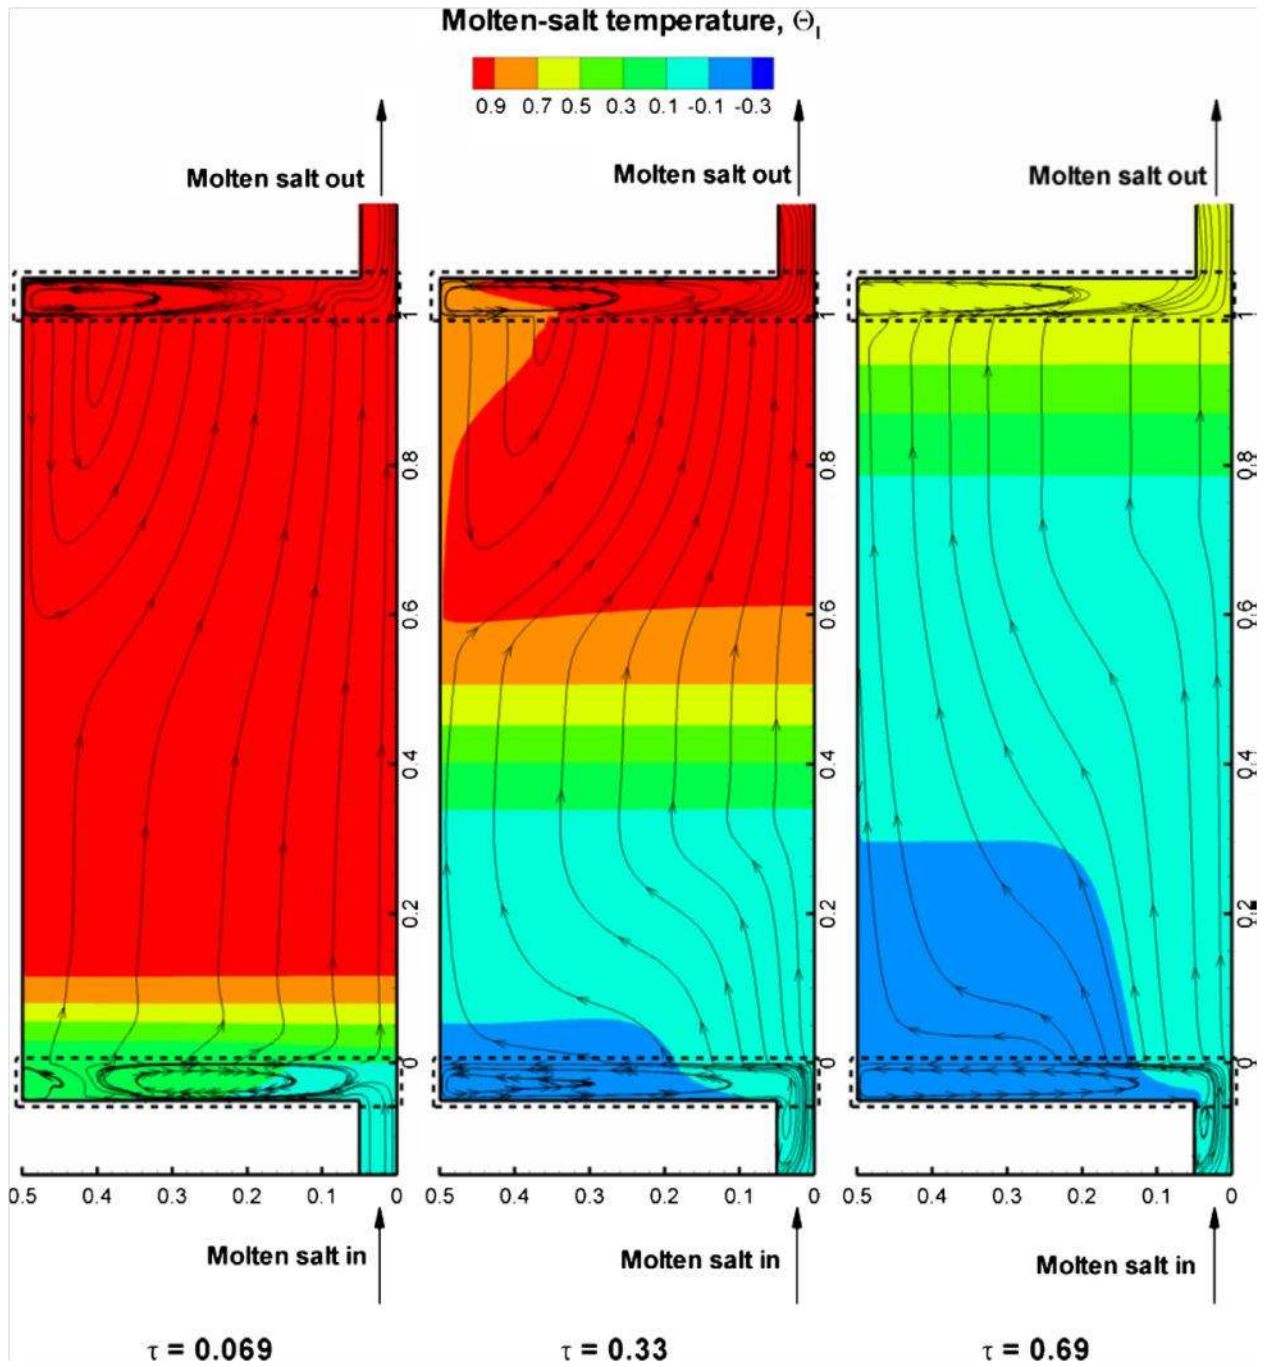 Molten-salt temperature, Θl
0.9 0.7 0.5 0.3 0.1 -0.1 -0.3
Molten salt out Molten salt out Molten salt out
1 1 1
0.8 0.8 0.8
0.6 0.6 0.6
0.4 0.4 0.4
0.2 0.2 0.2
0 0 0
0.5 0.4 0.3 0.2 0.1 0 0.5 0.4 0.3 0.2 0.1 0 0.5 0.4 0.3 0.2 0.1 0
Molten salt in Molten salt in Molten salt in
τ = 0.069 τ = 0.33 τ = 0.69